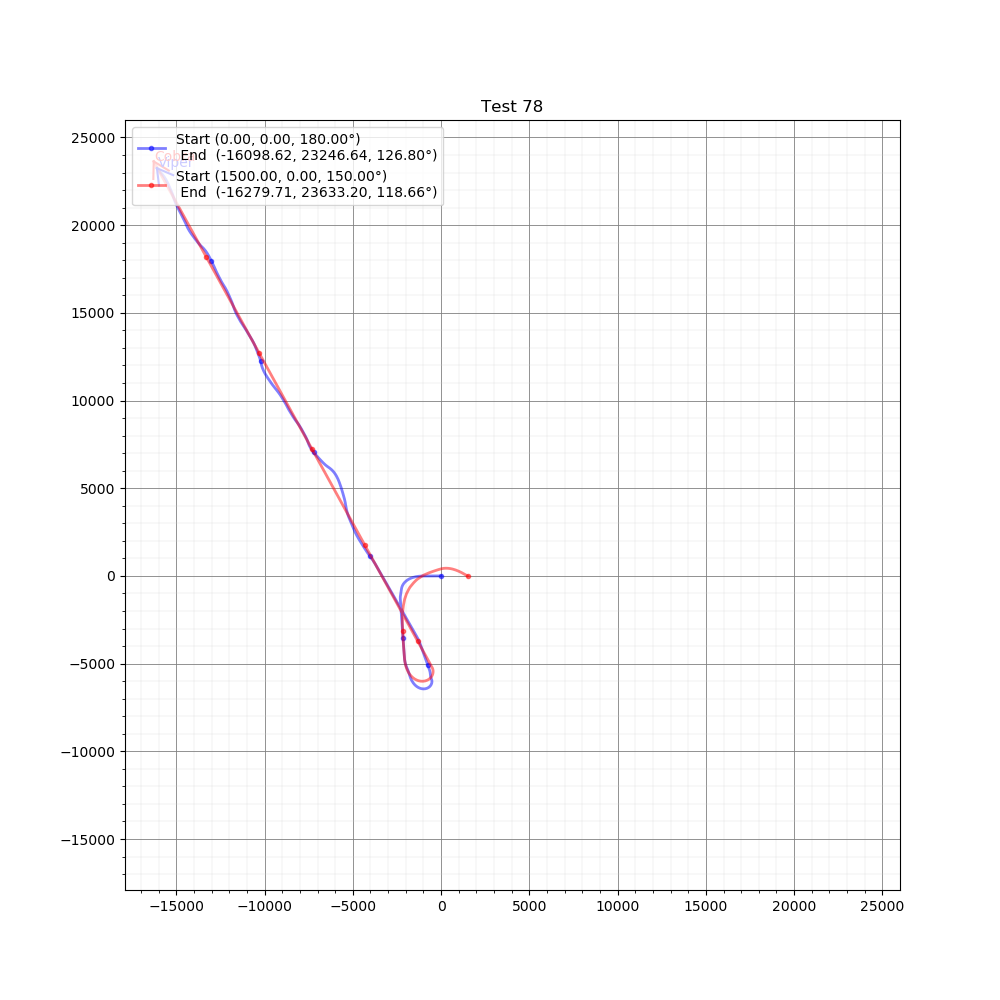 Test 78
Start (0.00, 0.00, 180.00°)
End (-16098.62, 23246.64, 126.80°)
Start (1500.00, 0.00, 150.00°)
End (-16279.71, 23633.20, 118.66°)
Viper
25000
20000
15000
10000
5000
0
−5000
−10000
−15000
−15000 −10000 −5000 0 5000 10000 15000 20000 25000